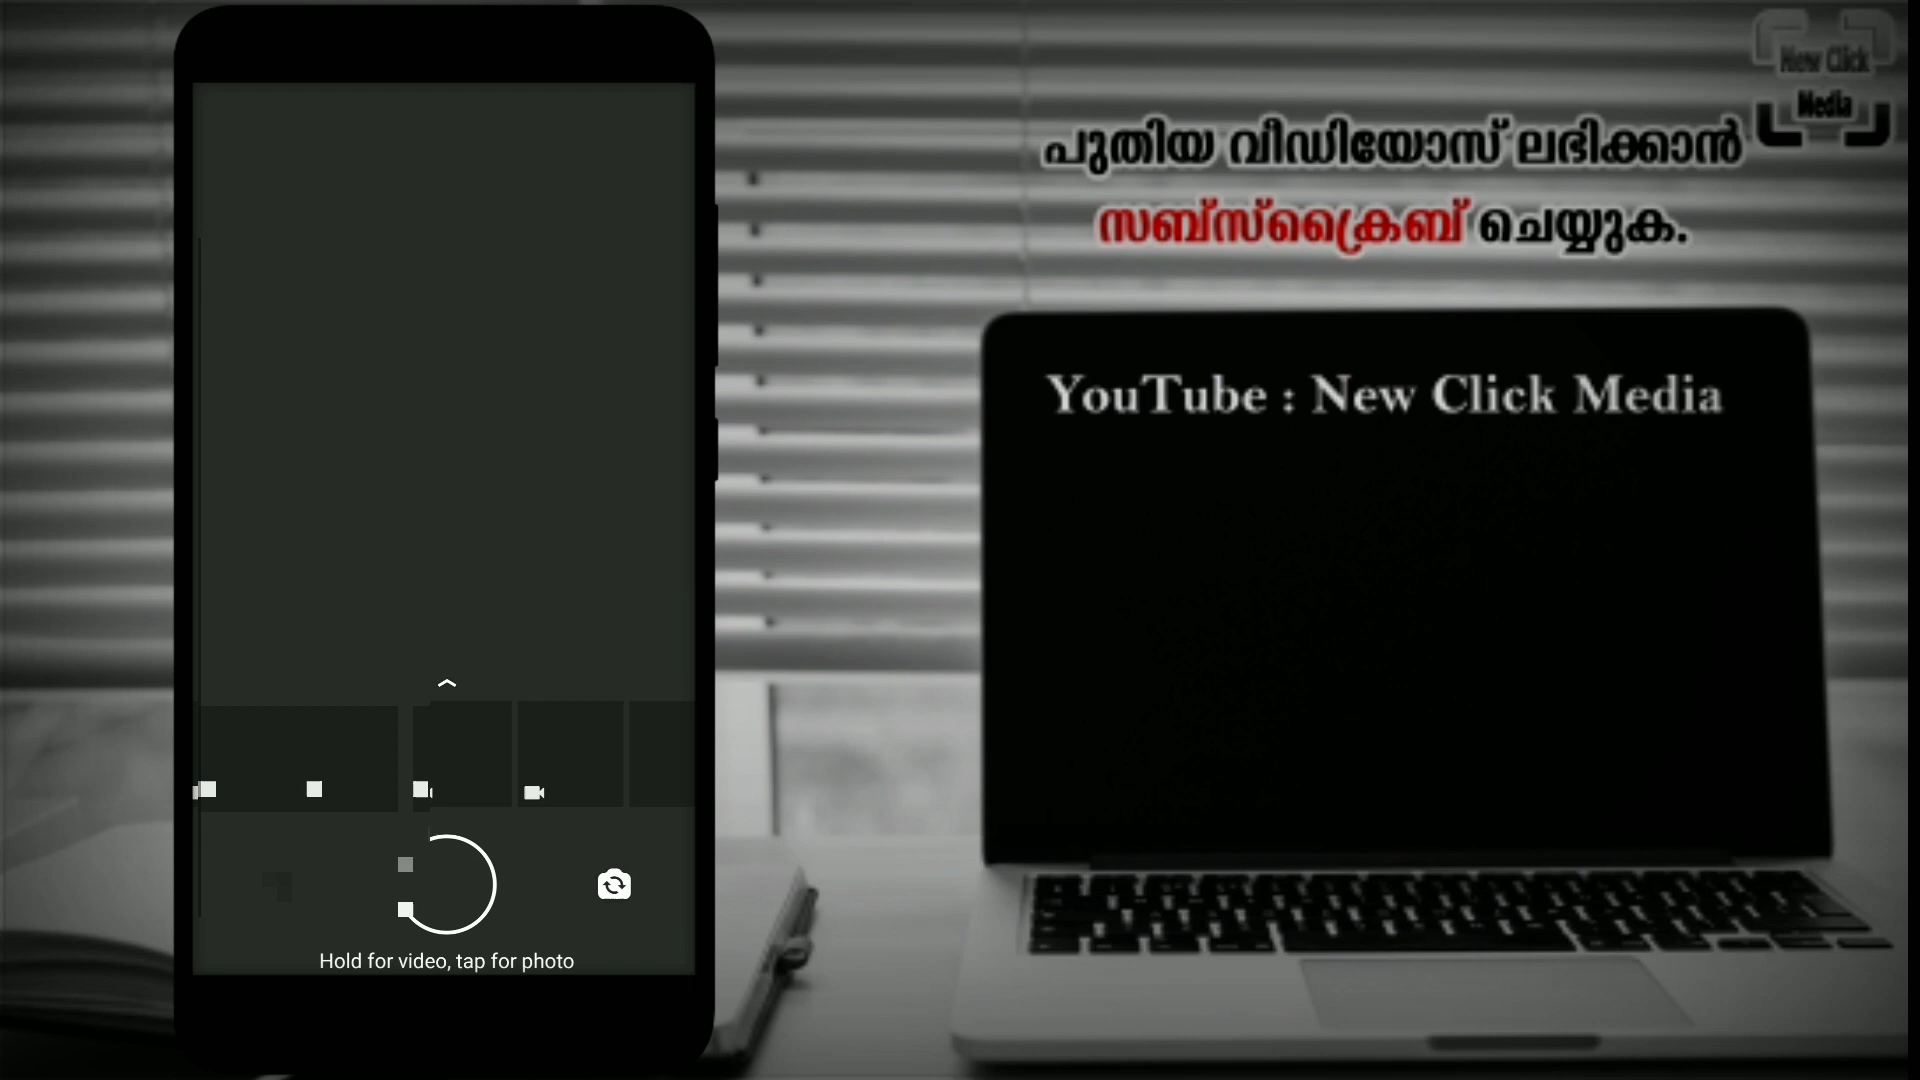 New Click
Media
പുതിയ വീഡിയോസ് ലഭിക്കാൻ
സബ്സ്ക്രൈബ് ചെയ്യുക.
YouTube : New Click Media
Hold for video, tap for photo